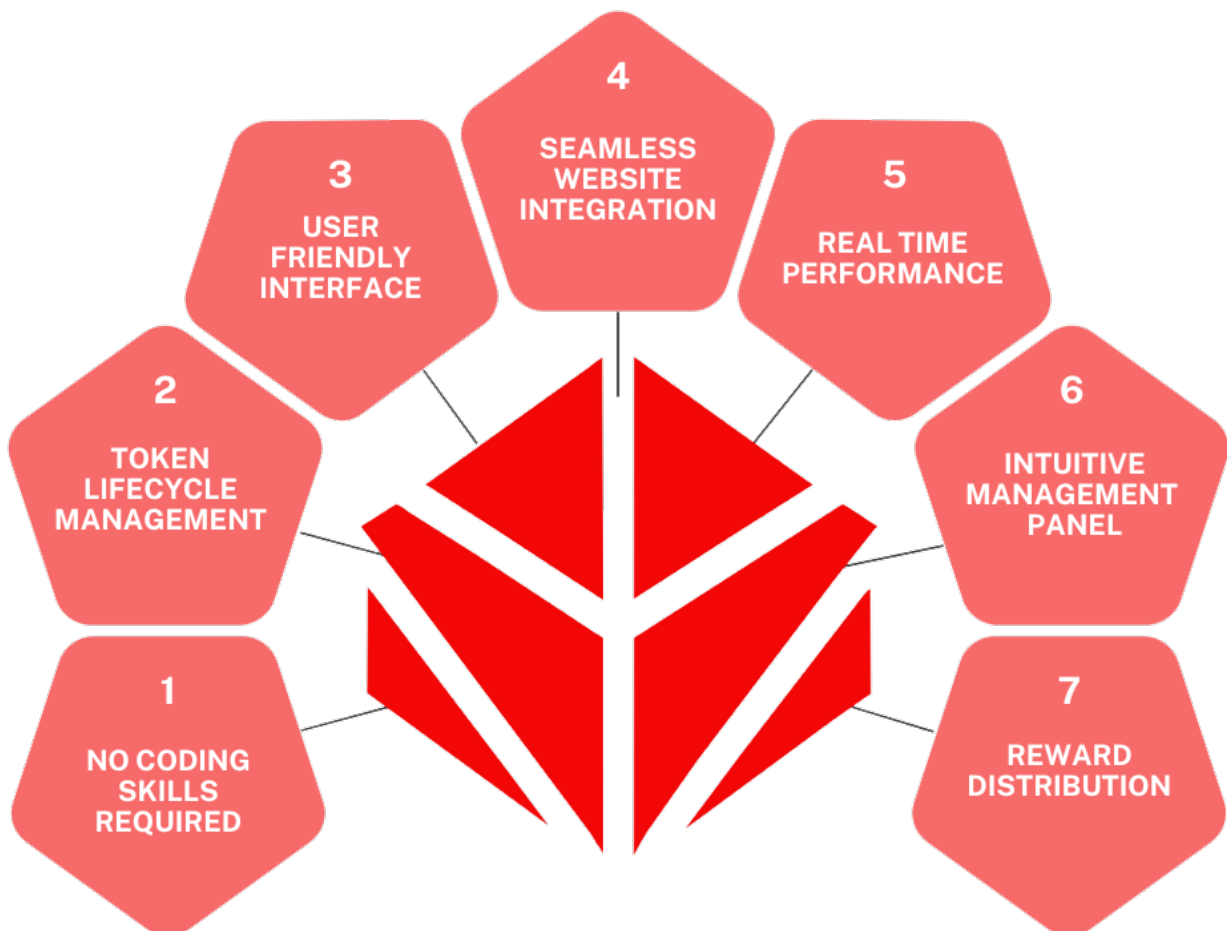 1
NO CODING
SKILLS
REQUIRED
2
TOKEN
LIFECYCLE
MANAGEMENT
3
USER
FRIENDLY
INTERFACE
4
SEAMLESS
WEBSITE
INTEGRATION
5
REAL TIME
PERFORMANCE
6
INTUITIVE
MANAGEMENT
PANEL
7
REWARD
DISTRIBUTION